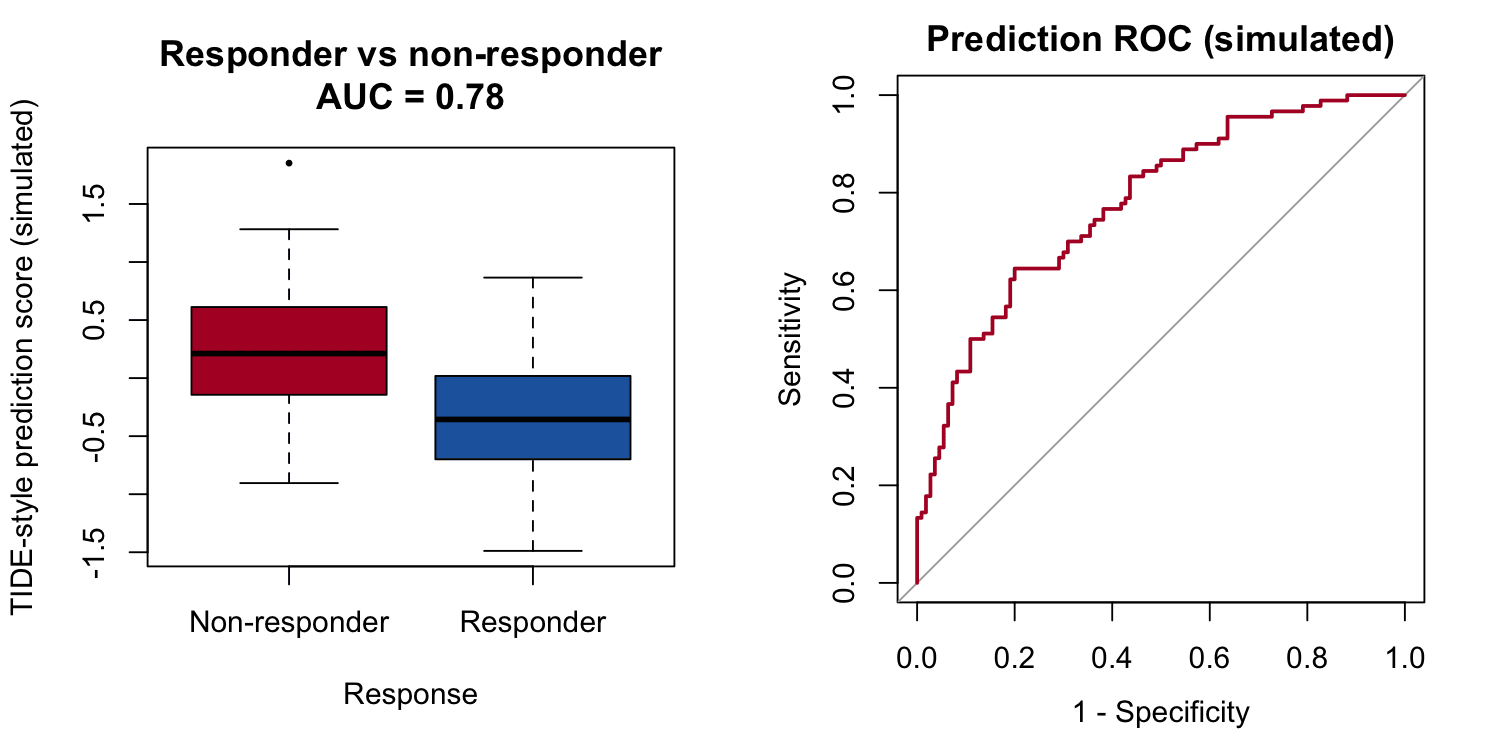 Responder vs non-responder
AUC = 0.78
TIDE-style prediction score (simulated)
1.5
0.5
-0.5
-1.5
Non-responder
Responder
Response
Prediction ROC (simulated)
Sensitivity
1.0
0.8
0.6
0.4
0.2
0.0
0.0 0.2 0.4 0.6 0.8 1.0
1 - Specificity